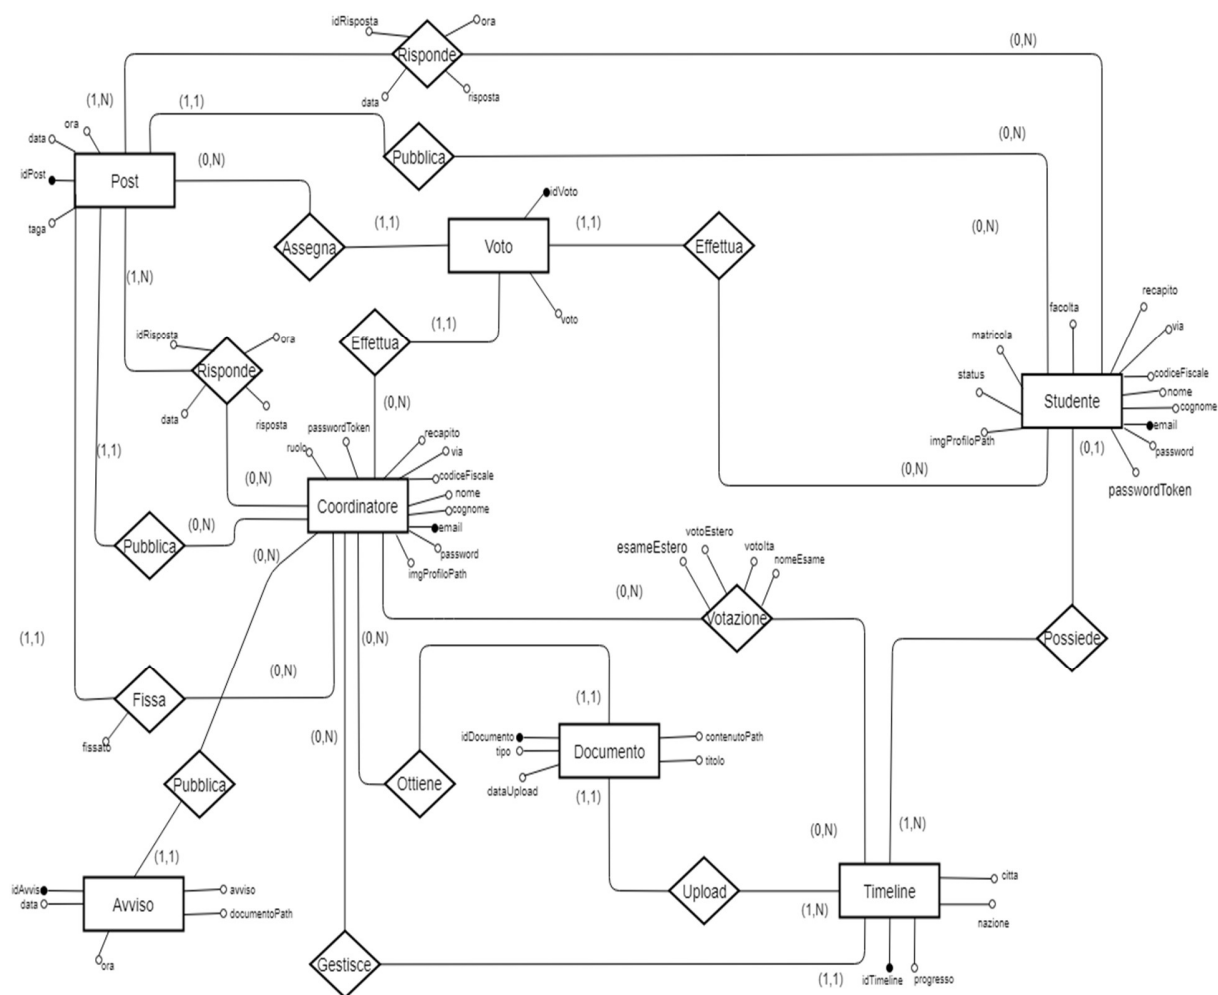 idRisposta
ora
(0,N)
Risponde
(1,N)
(1,1)
data
risposta
ora
data
(0,N)
(0,N)
Pubblica
idPost
Post
idVoto
taga
(1,1)
(1,1)
(0,N)
Assegna
Voto
Effettua
(1,N)
recapito
facolta
voto
via
idRisposta
ora
Effettua
(1,1)
matricola
Risponde
status
codiceFiscale
nome
Studente
cognome
(0,N)
data
risposta
passwordToken
recapito
imgProfiloPath
email
(1,1)
ruolo
via
(0,1)
password
(0,N)
codiceFiscale
(0,N)
passwordToken
nome
Coordinatore
cognome
(0,N)
email
Pubblica
(0,N)
password
votoEstero
esameEstero
votoIta
nomeEsame
imgProfiloPath
(0,N)
Votazione
(1,1)
(0,N)
Possiede
(0,N)
Fissa
(1,1)
fissato
(0,N)
idDocumento
contenutoPath
tipo
Documento
titolo
Pubblica
Ottiene
dataUpload
(1,1)
(0,N)
(1,N)
(1,1)
idAvvis
avviso
citta
data
Avviso
Upload
Timeline
documentoPath
(1,N)
nazione
ora
Gestisce
(1,1)
idTimeline
progresso